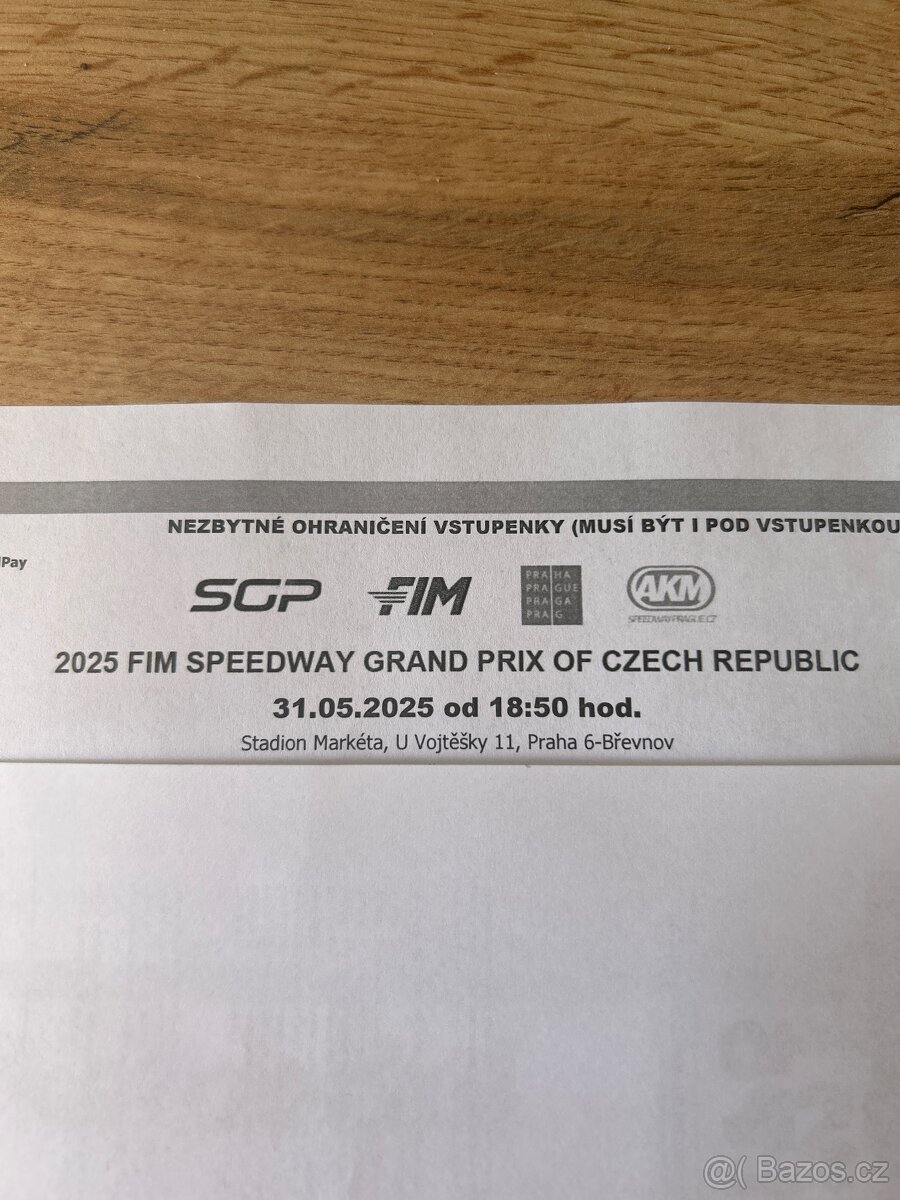 NEZBYTNÉ OHRANIČENÍ VSTUPENKY (MUSÍ BÝT I POD VSTUPENKOU
Pay
SGP FIM PRAHA PRAGUE PRAGA PRAG AKM
SPEEDWAYPRAGUE.CZ
2025 FIM SPEEDWAY GRAND PRIX OF CZECH REPUBLIC
31.05.2025 od 18:50 hod.
Stadion Markéta, U Vojtěšky 11, Praha 6-Břevnov
@( Bazos.cz